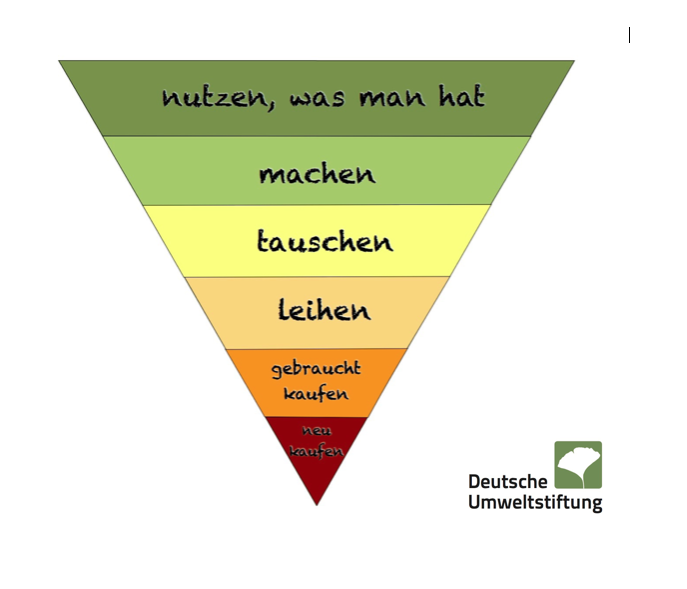 nutzen, was man hat
machen
tauschen
leihen
gebraucht
kaufen
neu
kaufen
Deutsche
Umweltstiftung